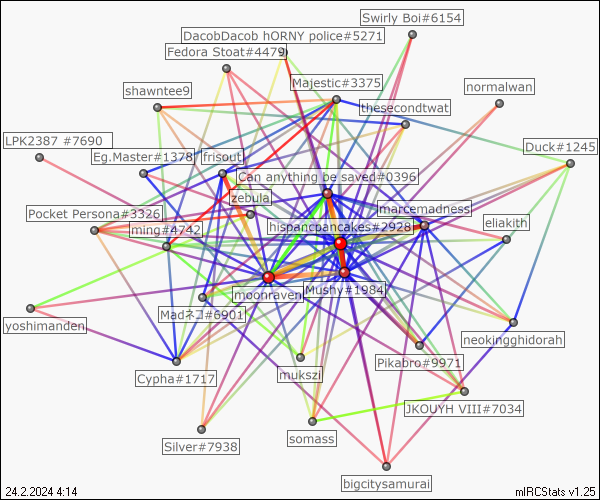 Swirly Boi#6154
DacobDacob hORNY police#5271
Fedora Stoat#4479
Majestic#3375
shawntee9
normalwan
thesecondtwat
LPK2387 #7690
Duck#1245
Eg.Master#1378
frisout
Can anything be saved#0396
zebula
marcemadness
Pocket Persona#3326
hispancpancakes#2928
eliakith
ming#4742
moonraven
Mushy#1984
Madネコ#6901
yoshimanden
neokingghidorah
Pikabro#9971
mukszi
Cypha#1717
JKOUYH VIII#7034
somass
Silver#7938
bigcitysamurai
24.2.2024 4:14
mIRCStats v1.25